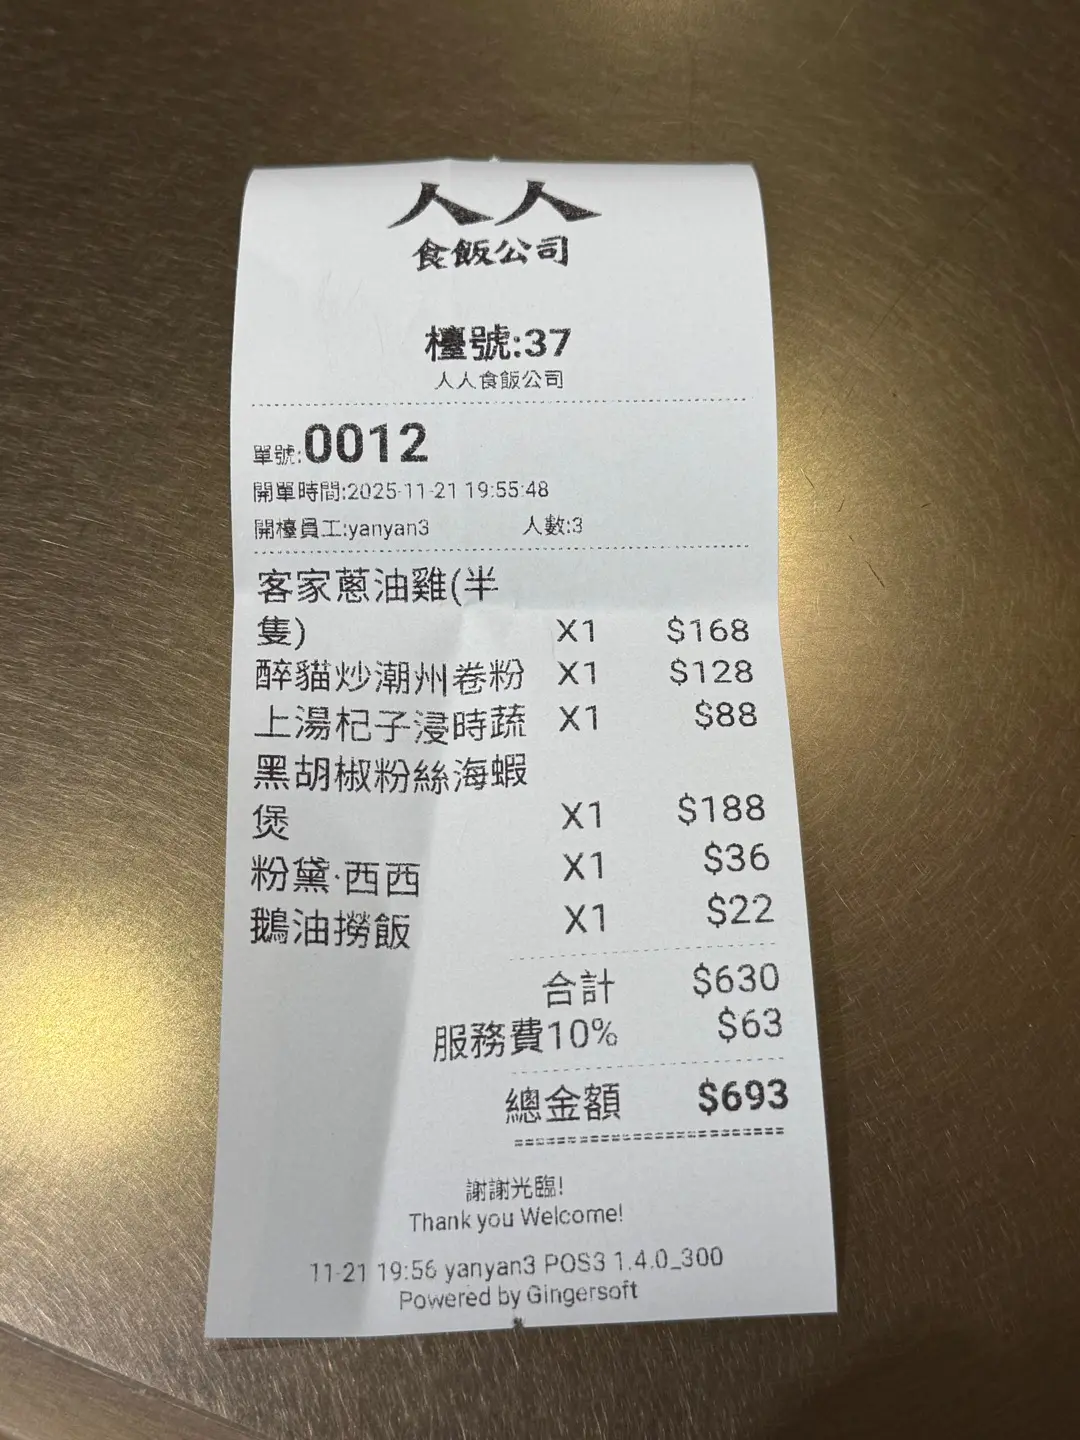 人人
食飯公司
檯號:37
人人食飯公司
單號:0012
開單時間:2025-11-21 19:55:48
開檯員工:yanyan3 人數:3
客家蔥油雞(半
隻) X1 $168
醉貓炒潮州卷粉 X1 $128
上湯杞子浸時蔬 X1 $88
黑胡椒粉絲海蝦
煲 X1 $188
粉黛·西西 X1 $36
鵝油撈飯 X1 $22
合計 $630
服務費10% $63
總金額 $693
謝謝光臨!
Thank you Welcome!
11-21 19:56 yanyan3 POS3 1.4.0_300
Powered by Gingersoft